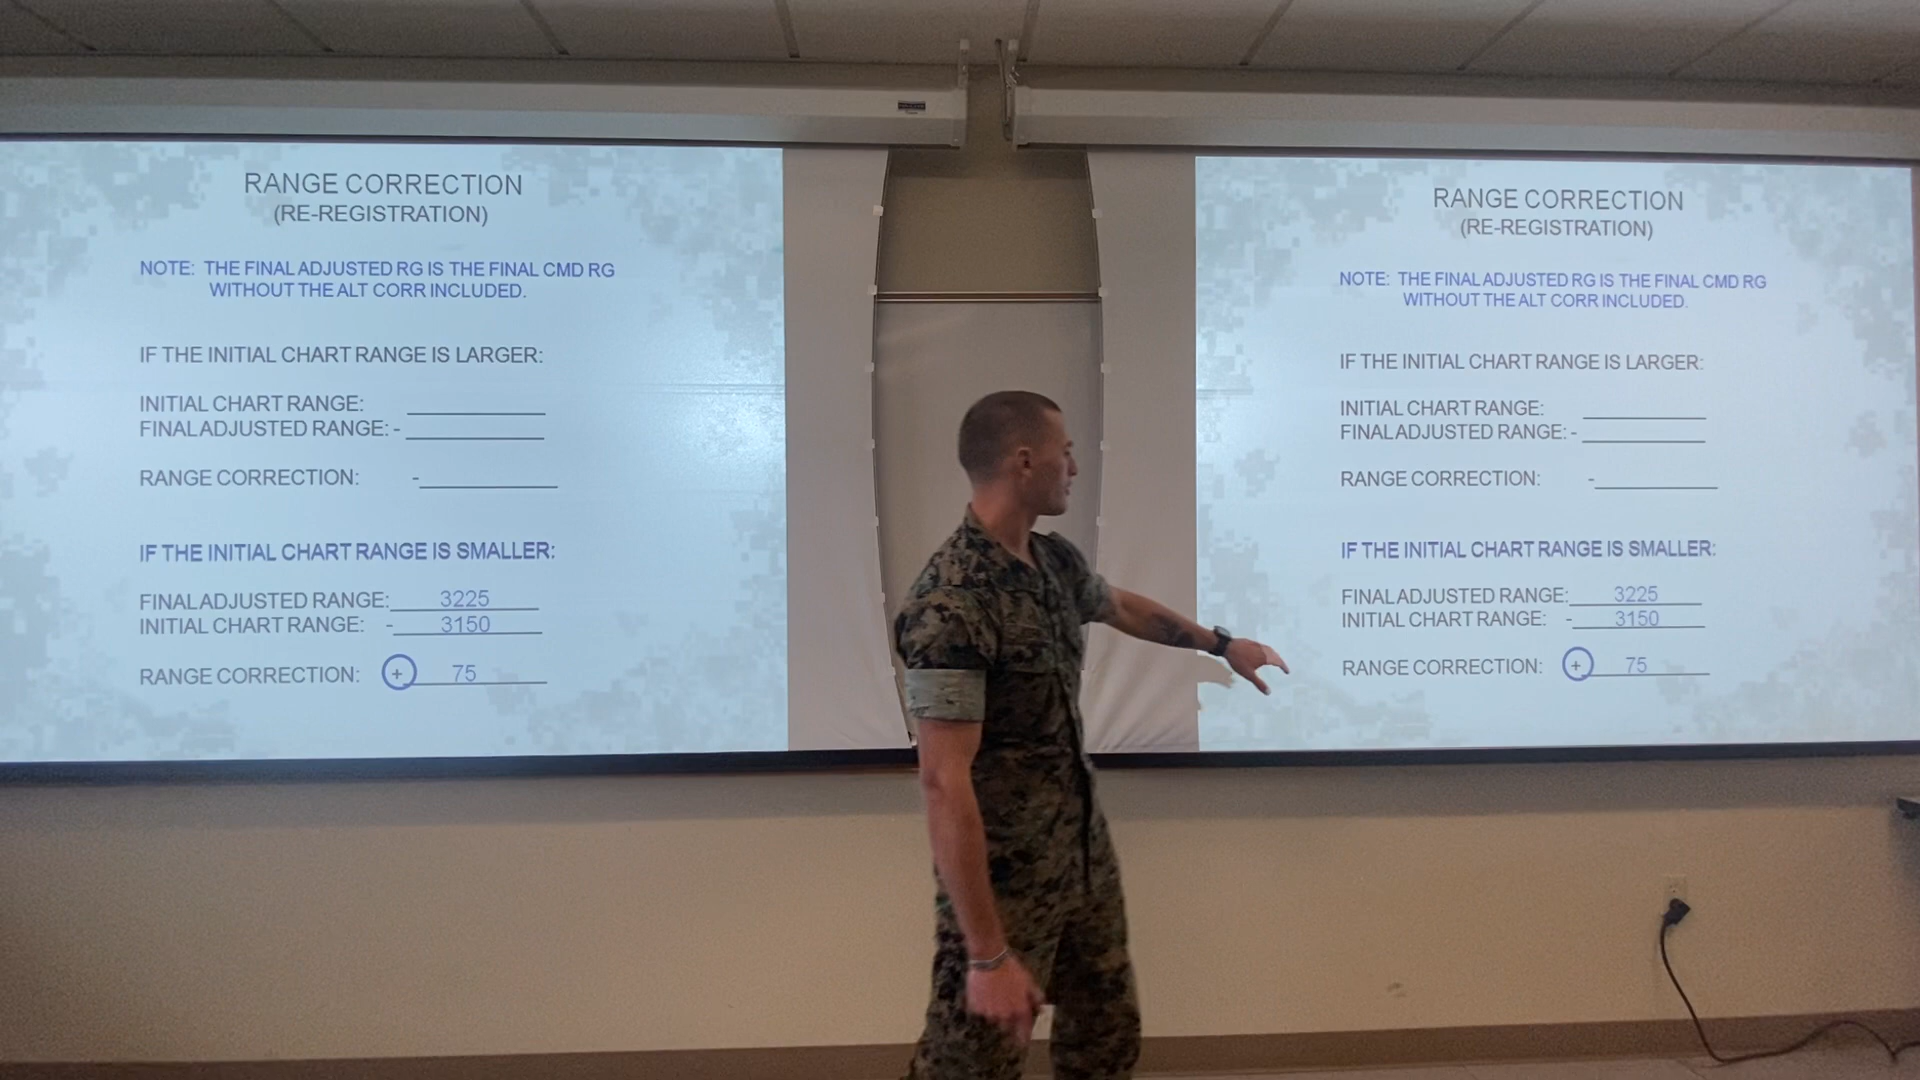 RANGE CORRECTION
(RE-REGISTRATION)
NOTE: THE FINAL ADJUSTED RG IS THE FINAL CMD RG
WITHOUT THE ALT CORR INCLUDED.
IF THE INITIAL CHART RANGE IS LARGER:
INITIAL CHART RANGE:
FINAL ADJUSTED RANGE: -
RANGE CORRECTION: -
IF THE INITIAL CHART RANGE IS SMALLER:
FINAL ADJUSTED RANGE: 3225
INITIAL CHART RANGE: - 3150
RANGE CORRECTION: + 75
RANGE CORRECTION
(RE-REGISTRATION)
NOTE: THE FINAL ADJUSTED RG IS THE FINAL CMD RG
WITHOUT THE ALT CORR INCLUDED.
IF THE INITIAL CHART RANGE IS LARGER:
INITIAL CHART RANGE:
FINAL ADJUSTED RANGE: -
RANGE CORRECTION: -
IF THE INITIAL CHART RANGE IS SMALLER:
FINAL ADJUSTED RANGE: 3225
INITIAL CHART RANGE: - 3150
RANGE CORRECTION: + 75